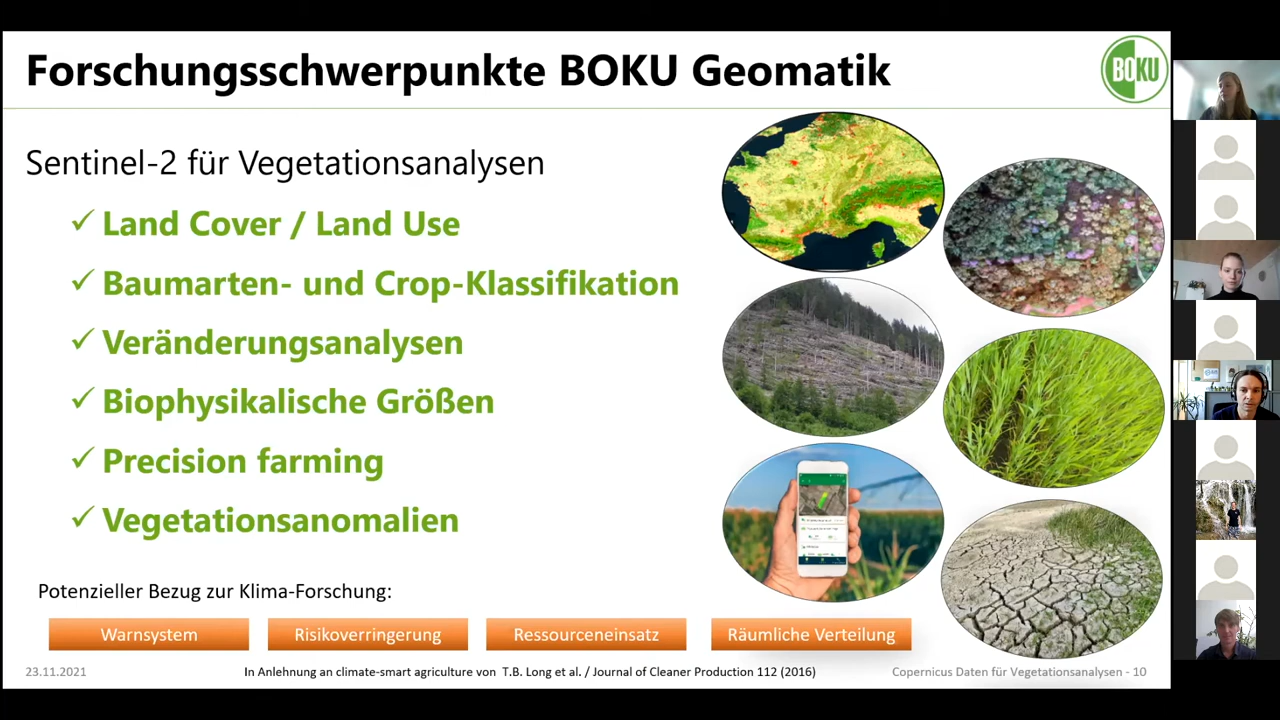 Forschungsschwerpunkte BOKU Geomatik
BOKU
Sentinel-2 für Vegetationsanalysen
✓ Land Cover / Land Use
✓ Baumarten- und Crop-Klassifikation
✓ Veränderungsanalysen
✓ Biophysikalische Größen
✓ Precision farming
✓ Vegetationsanomalien
Potenzieller Bezug zur Klima-Forschung:
Warnsystem
Risikoverringerung
Ressourceneinsatz
Räumliche Verteilung
23.11.2021
In Anlehnung an climate-smart agriculture von T.B. Long et al. / Journal of Cleaner Production 112 (2016)
Copernicus Daten für Vegetationsanalysen - 10